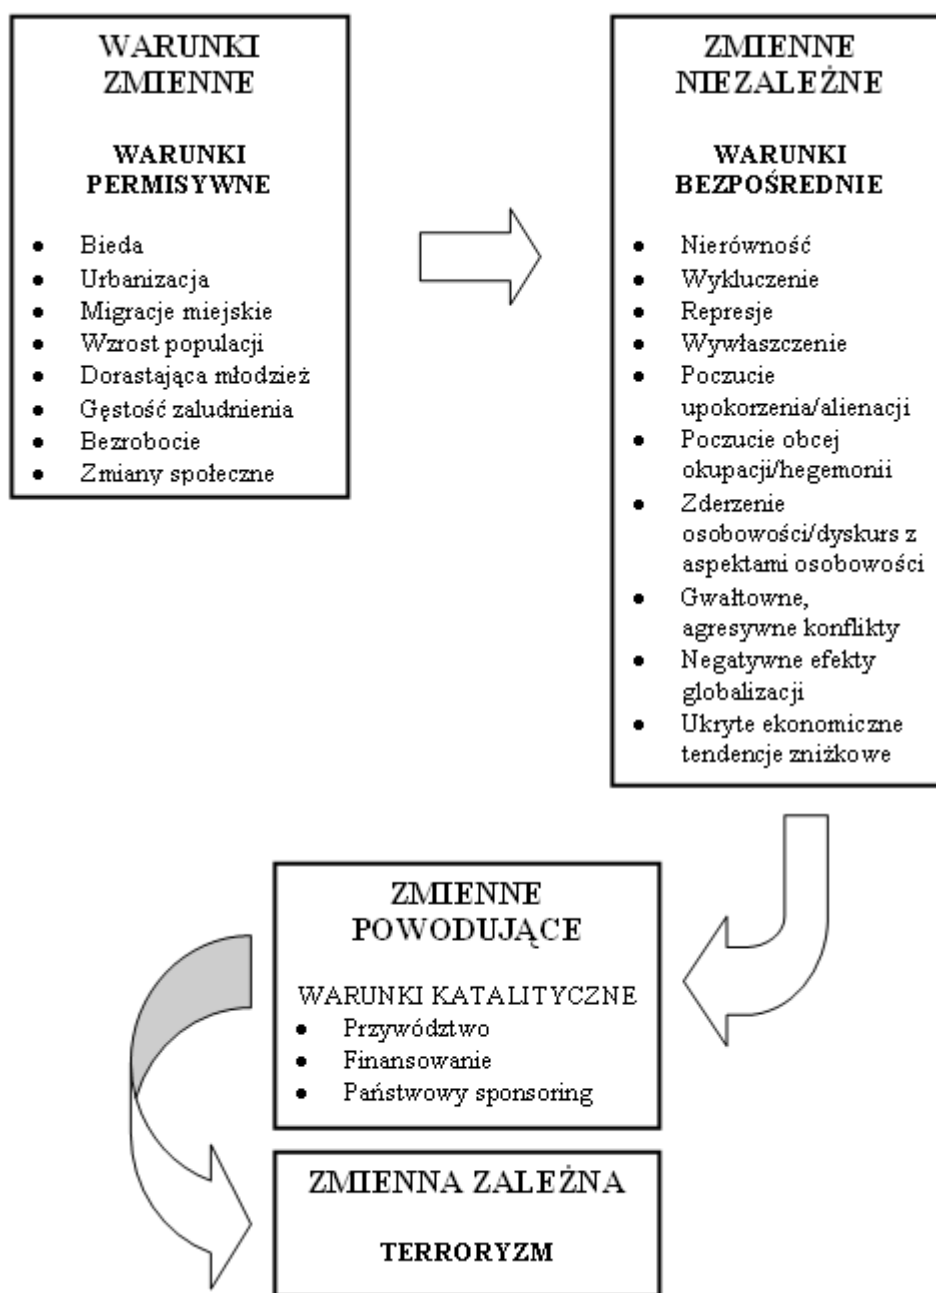 WARUNKI
ZMIENNE
WARUNKI
PERMISYWNE
● Bieda
● Urbanizacja
● Migracje miejskie
● Wzrost populacji
● Dorastająca młodzież
● Gęstość zaludnienia
● Bezrobocie
● Zmiany społeczne
ZMIENNE
NIEZALEŻNE
WARUNKI
BEZPOŚREDNIE
● Nierówność
● Wykluczenie
● Represje
● Wywłaszczenie
● Poczucie
upokorzenia/alienacji
● Poczucie obcej
okupacji/hegemonii
● Zderzenie
osobowości/dyskurs z
aspektami osobowości
● Gwałtowne,
agresywne konflikty
● Negatywne efekty
globalizacji
● Ukryte ekonomiczne
tendencje zniżkowe
ZMIENNE
POWODUJĄCE
WARUNKI KATALITYCZNE
● Przywództwo
● Finansowanie
● Państwowy sponsoring
ZMIENNA ZALEŻNA
TERRORYZM